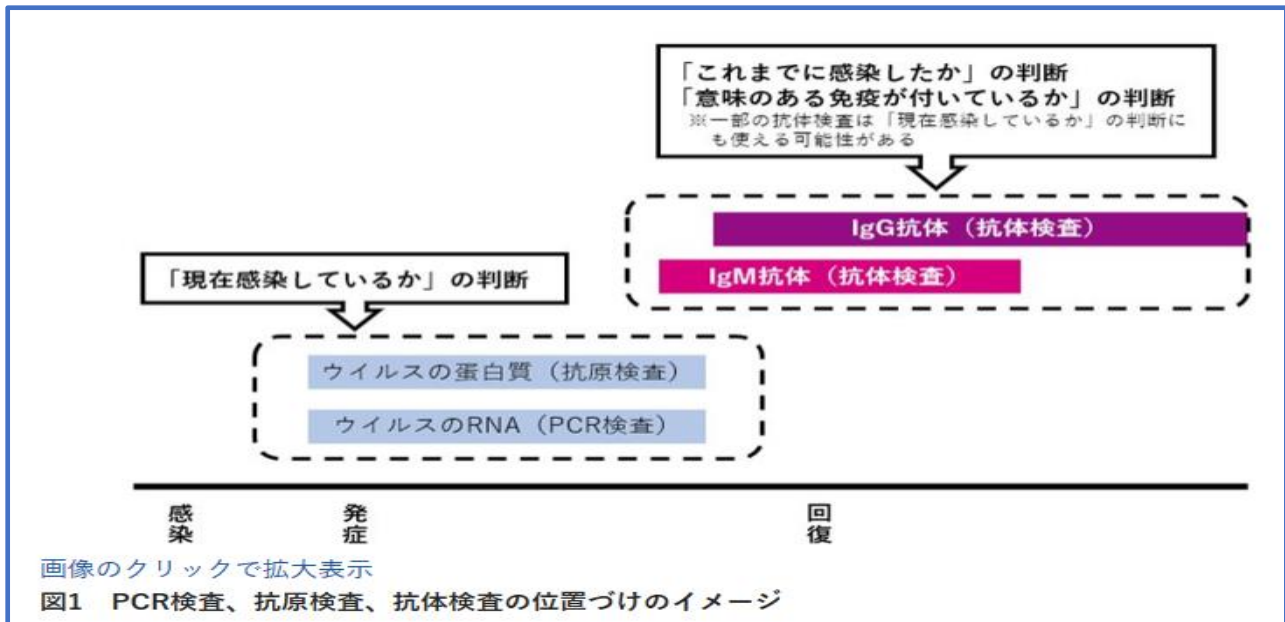 「これまでに感染したか」の判断
「意味のある免疫が付いているか」の判断
※一部の抗体検査は「現在感染しているか」の判断に
も使える可能性がある
IgG抗体（抗体検査）
IgM抗体（抗体検査）
「現在感染しているか」の判断
ウイルスの蛋白質（抗原検査）
ウイルスのRNA（PCR検査）
感染
発症
回復
画像のクリックで拡大表示
図1　PCR検査、抗原検査、抗体検査の位置づけのイメージ